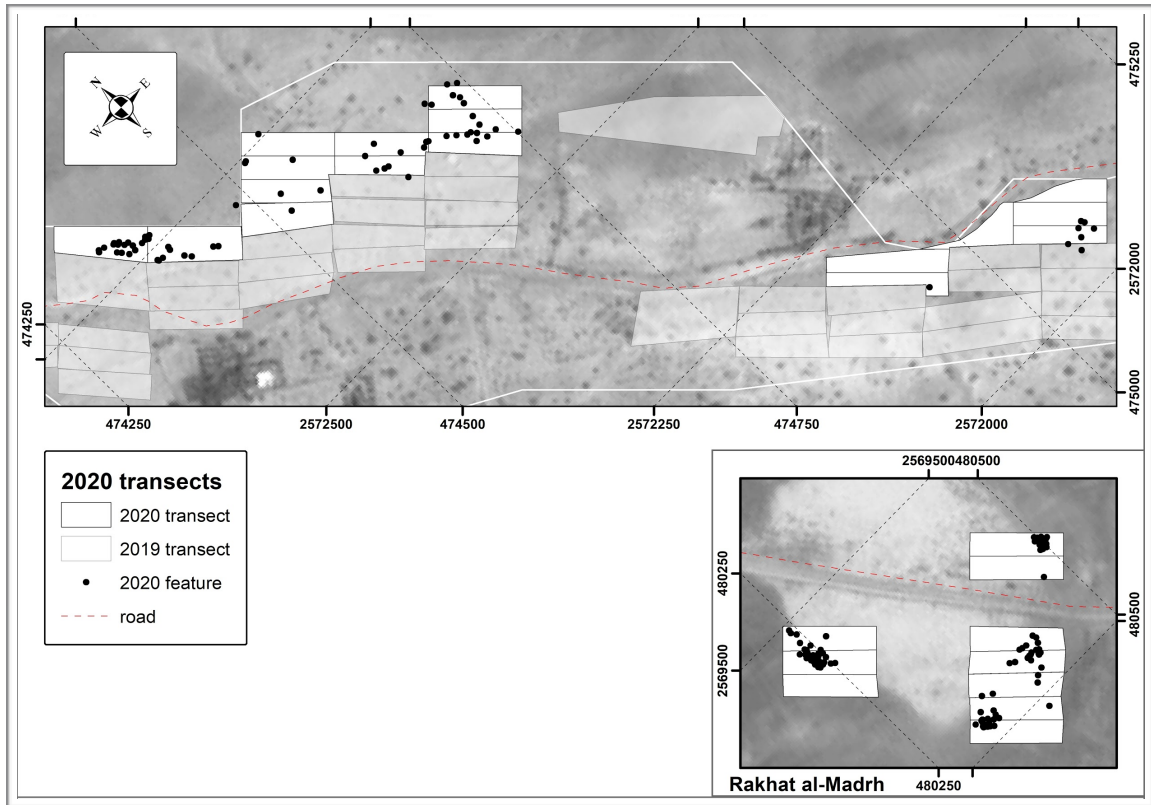 N
E
W
S
475250
2572000
475000
474250
474250
2572500
474500
2572250
474750
2572000
2020 transects
2020 transect
2019 transect
2020 feature
road
2569500480500
480250
2569500
480500
480250
Rakhat al-Madrh